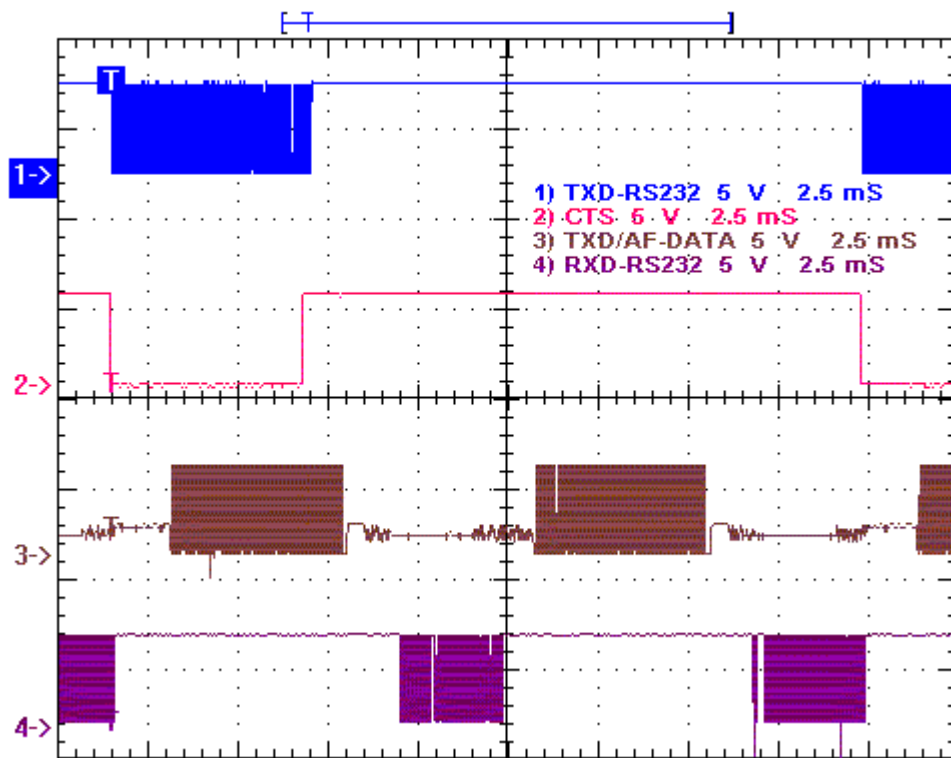 T
T
1->
1) TXD-RS232 5 V 2.5 mS
2) CTS 5 V 2.5 mS
3) TXD/AF-DATA 5 V 2.5 mS
4) RXD-RS232 5 V 2.5 mS
2->
3->
4->